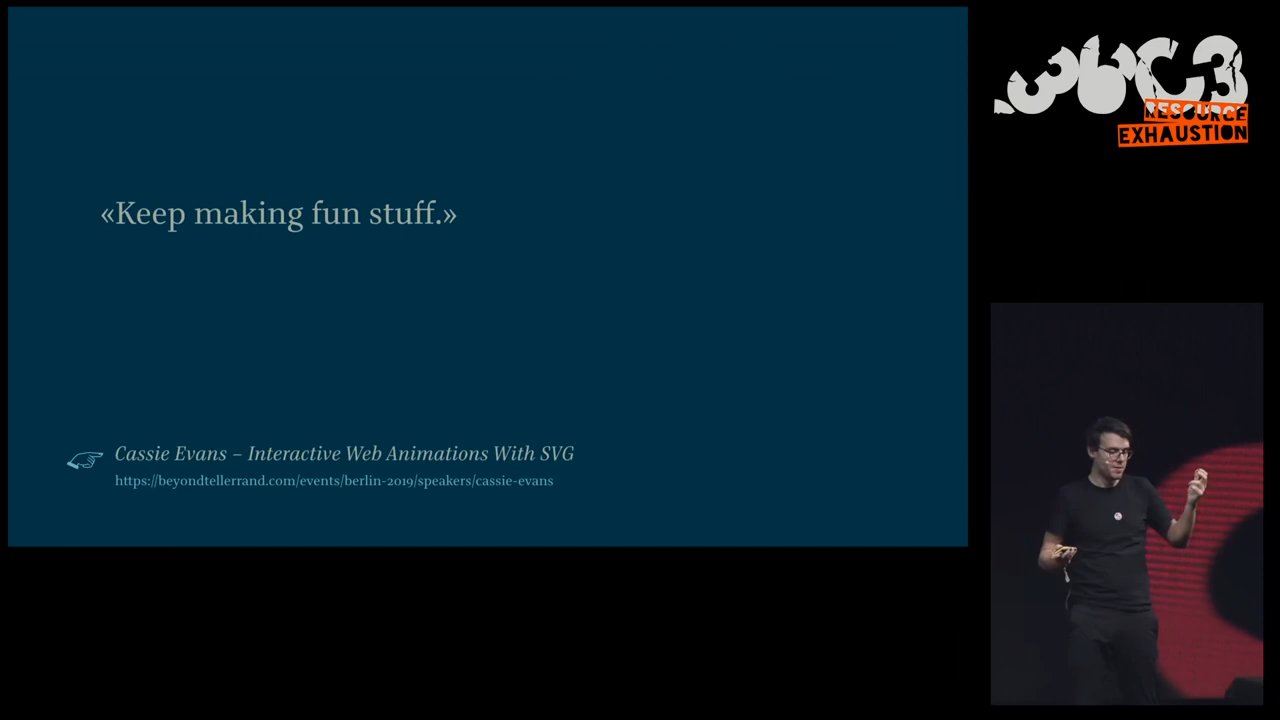 «Keep making fun stuff.»
Cassie Evans – Interactive Web Animations With SVG
https://beyondtellerrand.com/events/berlin-2019/speakers/cassie-evans
36C3
RESOURCE
EXHAUSTION